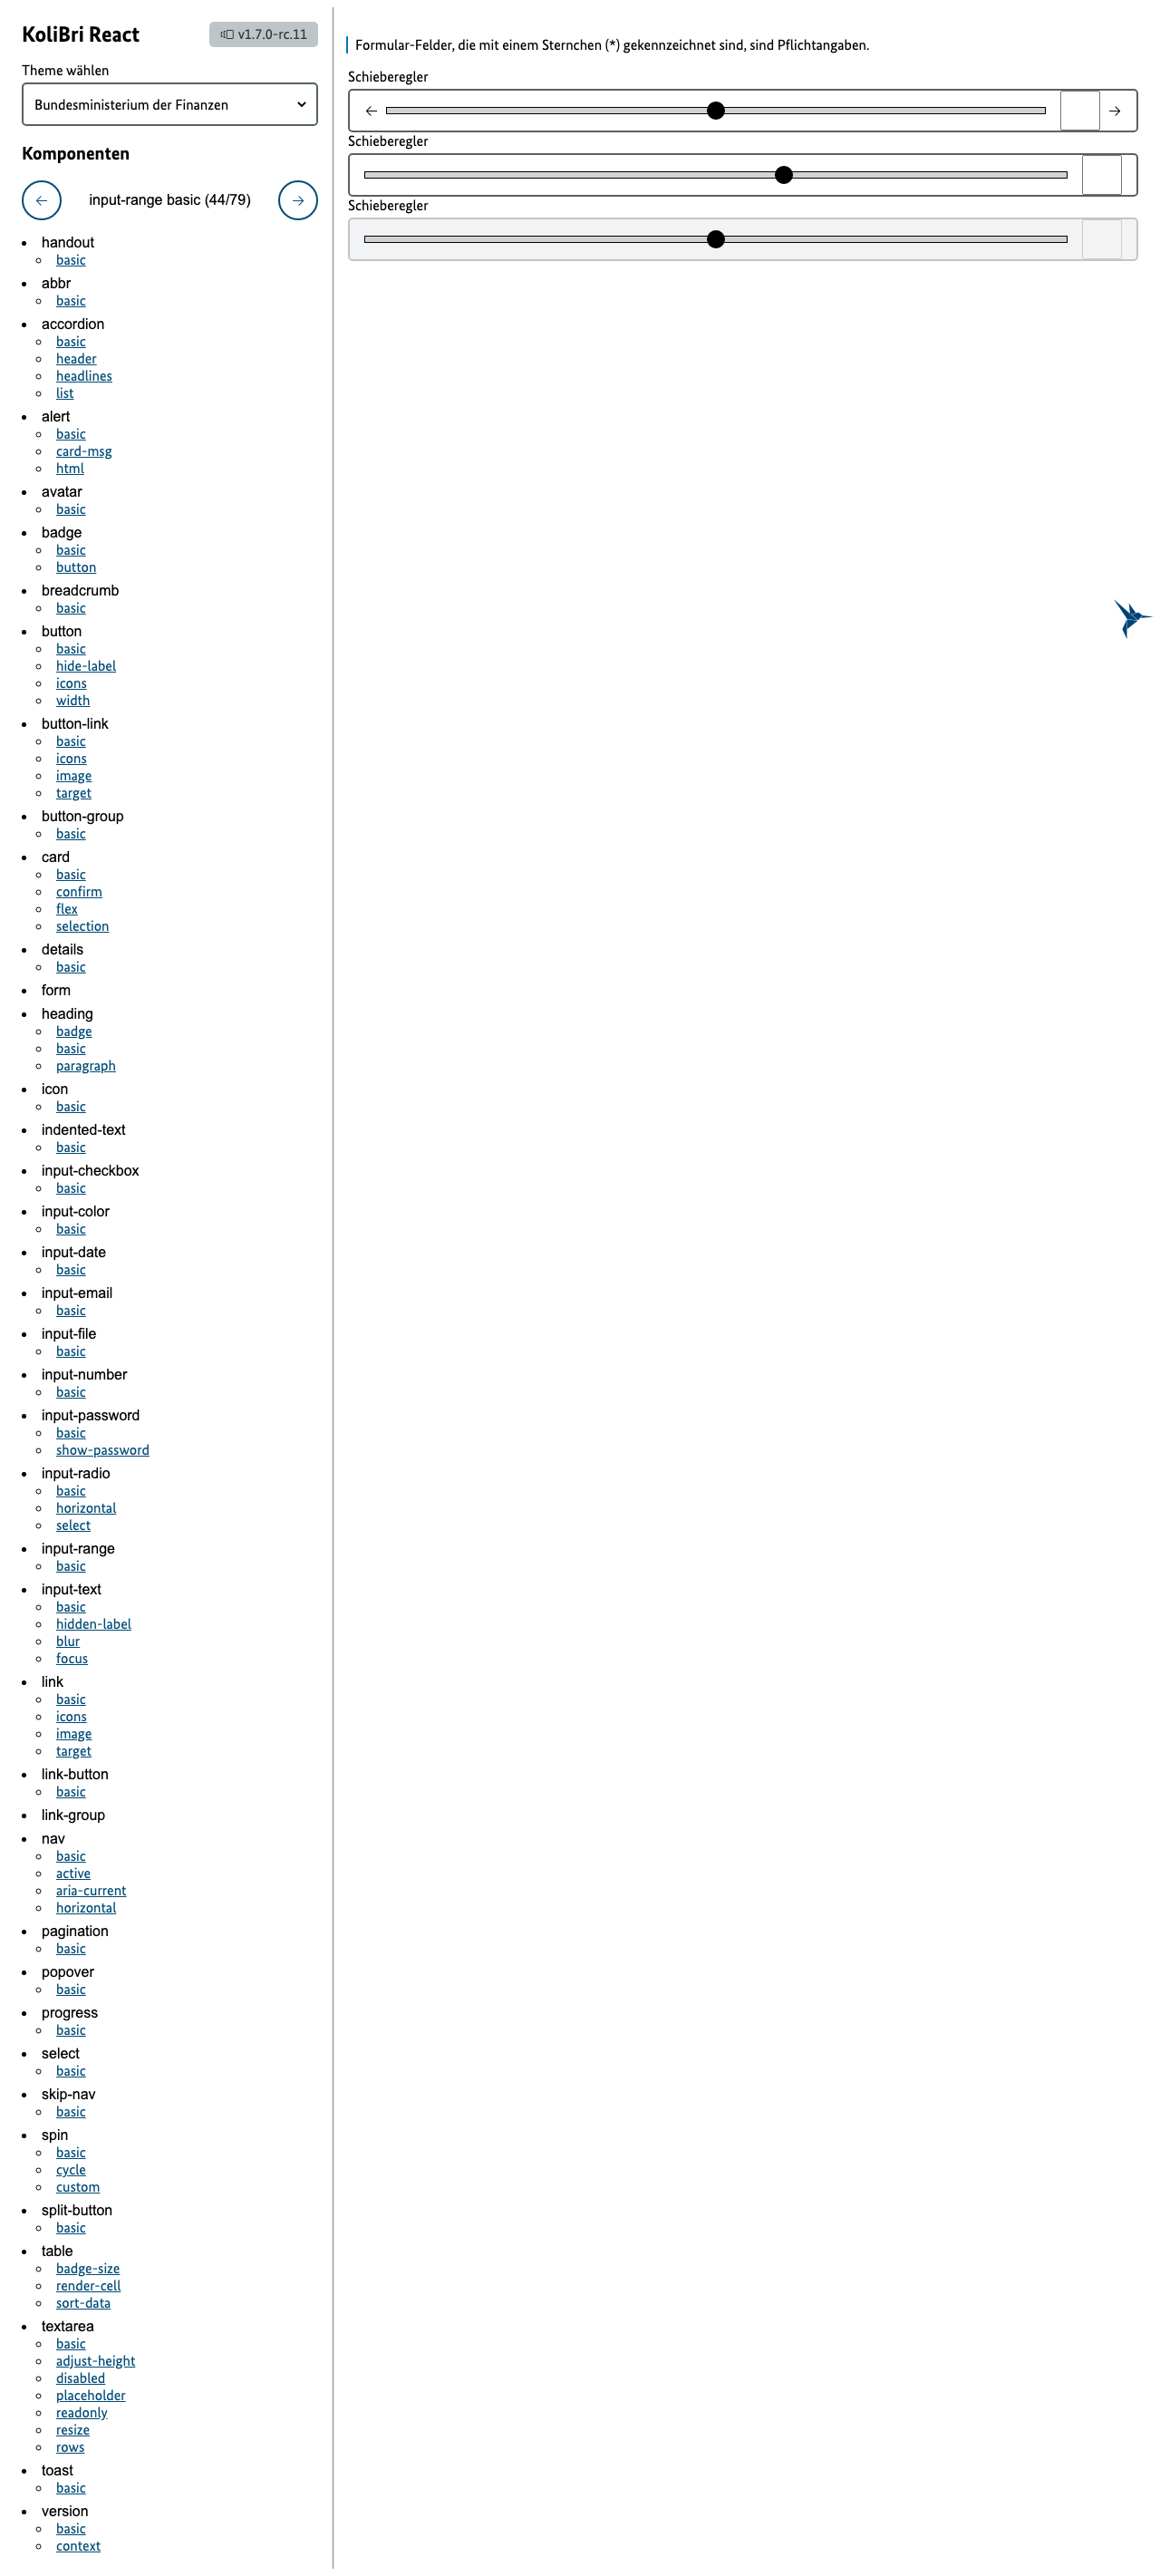 KoliBri React
v1.7.0-rc.11
Theme wählen
Bundesministerium der Finanzen
Komponenten
input-range basic (44/79)
handout
basic
abbr
basic
accordion
basic
header
headlines
list
alert
basic
card-msg
html
avatar
basic
badge
basic
button
breadcrumb
basic
button
basic
hide-label
icons
width
button-link
basic
icons
image
target
button-group
basic
card
basic
confirm
flex
selection
details
basic
form
heading
badge
basic
paragraph
icon
basic
indented-text
basic
input-checkbox
basic
input-color
basic
input-date
basic
input-email
basic
input-file
basic
input-number
basic
input-password
basic
show-password
input-radio
basic
horizontal
select
input-range
basic
input-text
basic
hidden-label
blur
focus
link
basic
icons
image
target
link-button
basic
link-group
nav
basic
active
aria-current
horizontal
pagination
basic
popover
basic
progress
basic
select
basic
skip-nav
basic
spin
basic
cycle
custom
split-button
basic
table
badge-size
render-cell
sort-data
textarea
basic
adjust-height
disabled
placeholder
readonly
resize
rows
toast
basic
version
basic
context
Formular-Felder, die mit einem Sternchen (*) gekennzeichnet sind, sind Pflichtangaben.
Schieberegler
Schieberegler
Schieberegler